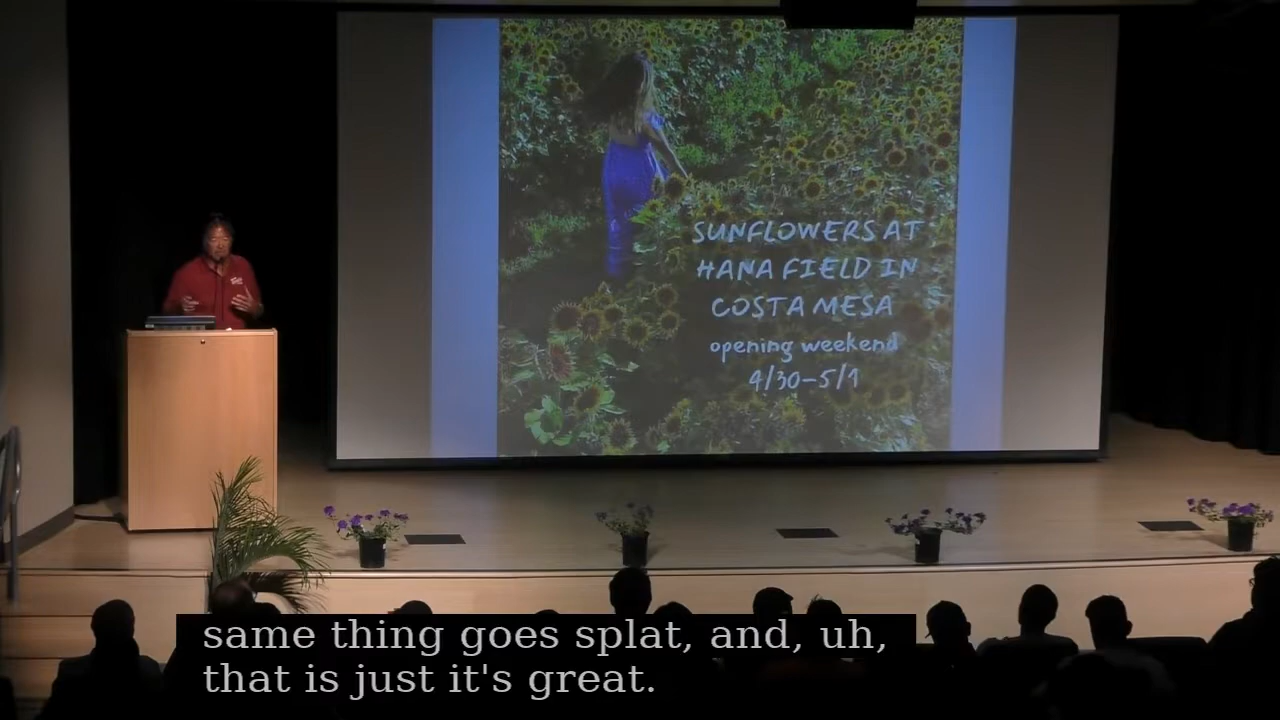 SUNFLOWERS AT
HANA FIELD IN
COSTA MESA
opening weekend
4/30-5/1
same thing goes splat, and, uh,
that is just it's great.